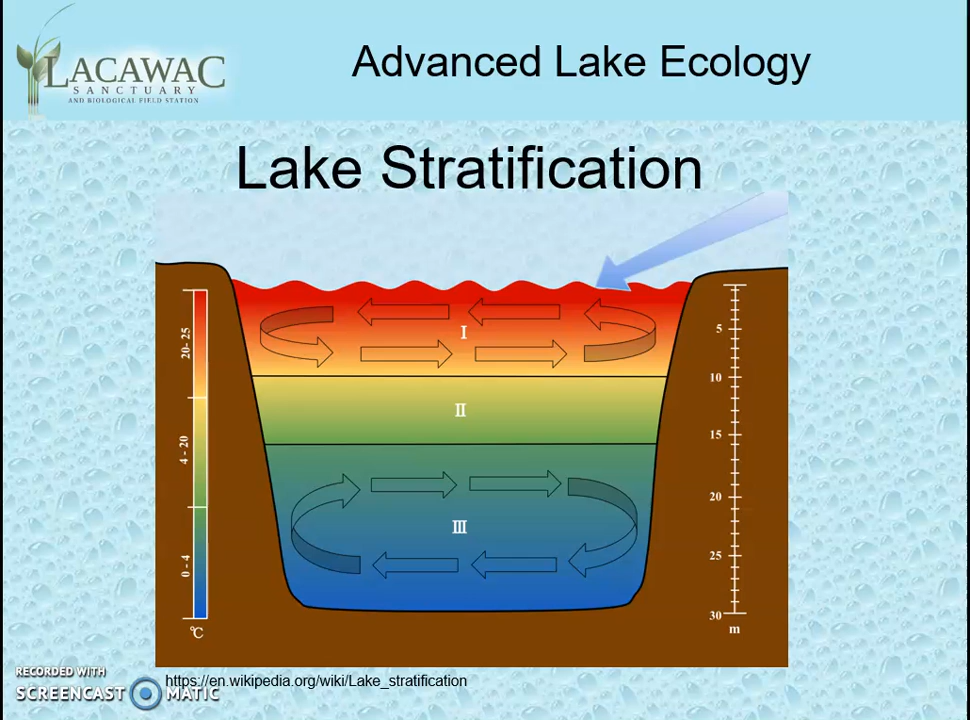 LACAWAC
SANCTUARY
AND BIOLOGICAL FIELD STATION
Advanced Lake Ecology
Lake Stratification
I
II
III
20-25
4 - 20
0 - 4
℃
5
10
15
20
25
30
m
RECORDED WITH
SCREENCAST MATIC
https://en.wikipedia.org/wiki/Lake_stratification